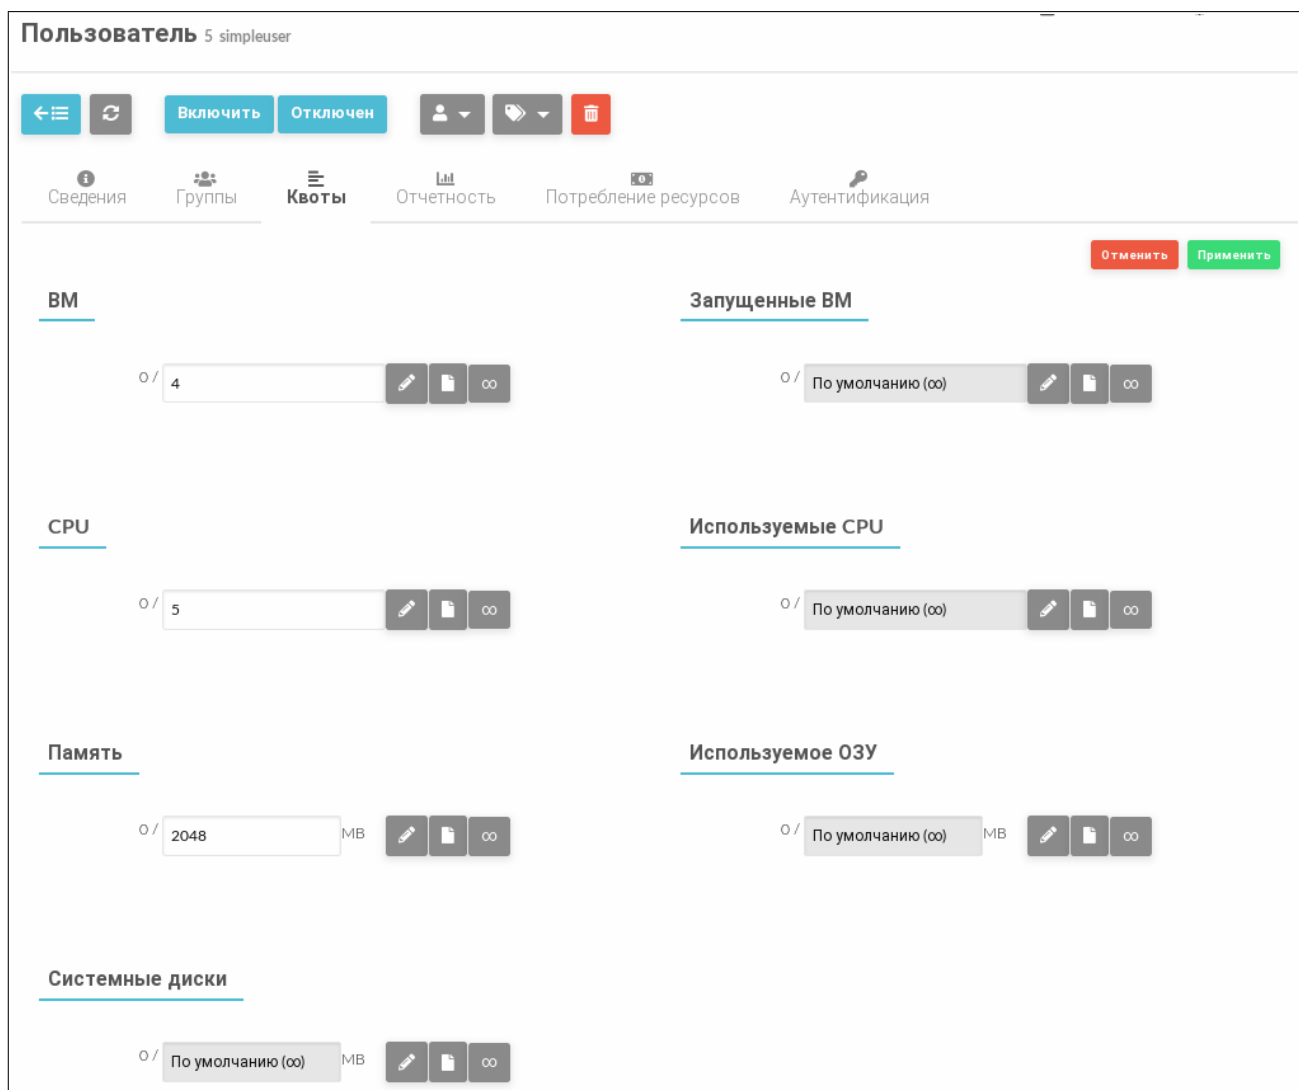 Пользователь 5 simpleuser
Включить Отключен
Сведения Группы Квоты Отчетность Потребление ресурсов Аутентификация
Отменить Применить
ВМ Запущенные ВМ
0 / 4 ∞ 0 / По умолчанию (∞) ∞
CPU Используемые CPU
0 / 5 ∞ 0 / По умолчанию (∞) ∞
Память Используемое ОЗУ
0 / 2048 MB ∞ 0 / По умолчанию (∞) MB ∞
Системные диски
0 / По умолчанию (∞) MB ∞